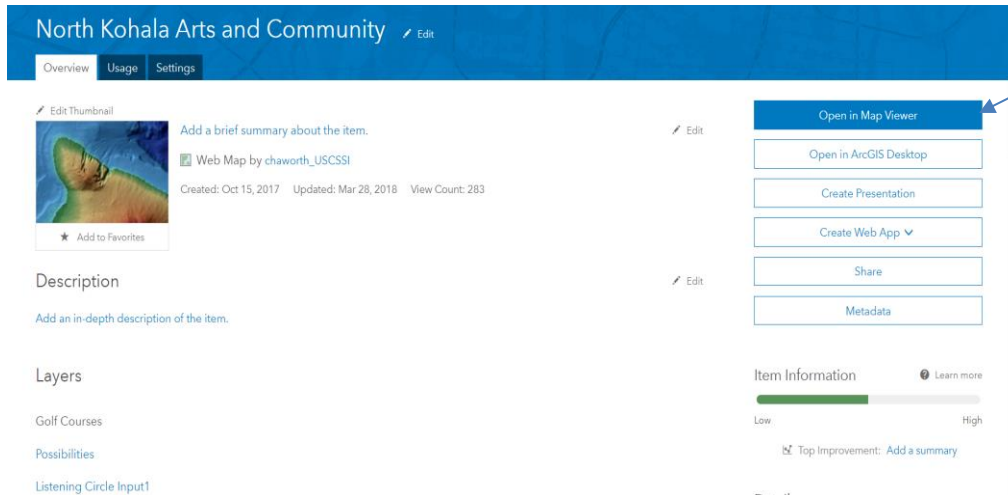 North Kohala Arts and Community Edit
Overview Usage Settings
Edit Thumbnail
Add a brief summary about the item.
Edit
Web Map by chaworth_USCSSI
Created: Oct 15, 2017 Updated: Mar 28, 2018 View Count: 283
Add to Favorites
Description
Edit
Add an in-depth description of the item.
Layers
Golf Courses
Possibilities
Listening Circle Input1
Open in Map Viewer
Open in ArcGIS Desktop
Create Presentation
Create Web App
Share
Metadata
Item Information Learn more
Low High
Top Improvement: Add a summary